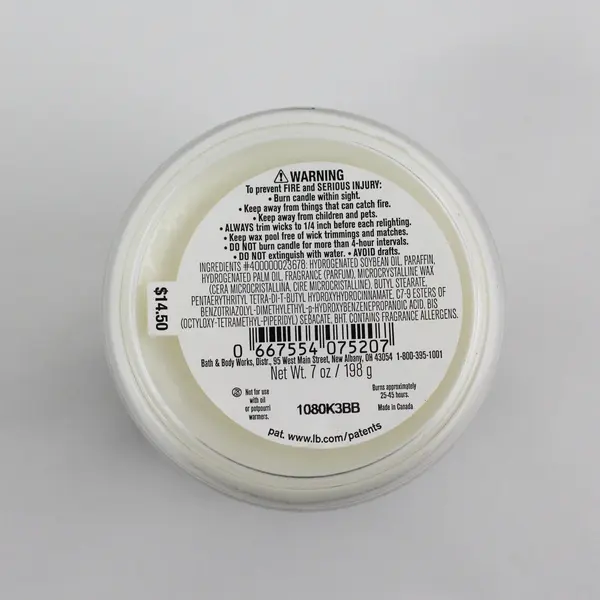 ⚠ WARNING
To prevent FIRE and SERIOUS INJURY:
• Burn candle within sight.
• Keep away from things that can catch fire.
• Keep away from children and pets.
• ALWAYS trim wicks to 1/4 inch before each relighting.
• Keep wax pool free of wick trimmings and matches.
• DO NOT burn candle for more than 4-hour intervals.
• DO NOT extinguish with water. • AVOID drafts.
INGREDIENTS #400000023678: HYDROGENATED SOYBEAN OIL, PARAFFIN,
HYDROGENATED PALM OIL, FRAGRANCE (PARFUM), MICROCRYSTALLINE WAX
(CERA MICROCRISTALLINA, CIRE MICROCRISTALLINE), BUTYL STEARATE,
PENTAERYTHRITYL TETRA-DI-T-BUTYL HYDROXYHYDROCINNAMATE, C7-9 ESTERS OF
BENZOTRIAZOLYL-DIMETHYLETHYL-p-HYDROXYBENZENEPROPANOIC ACID, BIS
(OCTYLOXY-TETRAMETHYL-PIPERIDYL) SEBACATE, BHT. CONTAINS FRAGRANCE ALLERGENS.
$14.50
0 667554 075207
Bath & Body Works, Distr., 95 West Main Street, New Albany, OH 43054 1-800-395-1001
Net Wt. 7 oz / 198 g
Not for use
with oil
or potpourri
warmers.
1080K3BB
Burns approximately
25-45 hours.
Made in Canada
pat. www.lb.com/patents